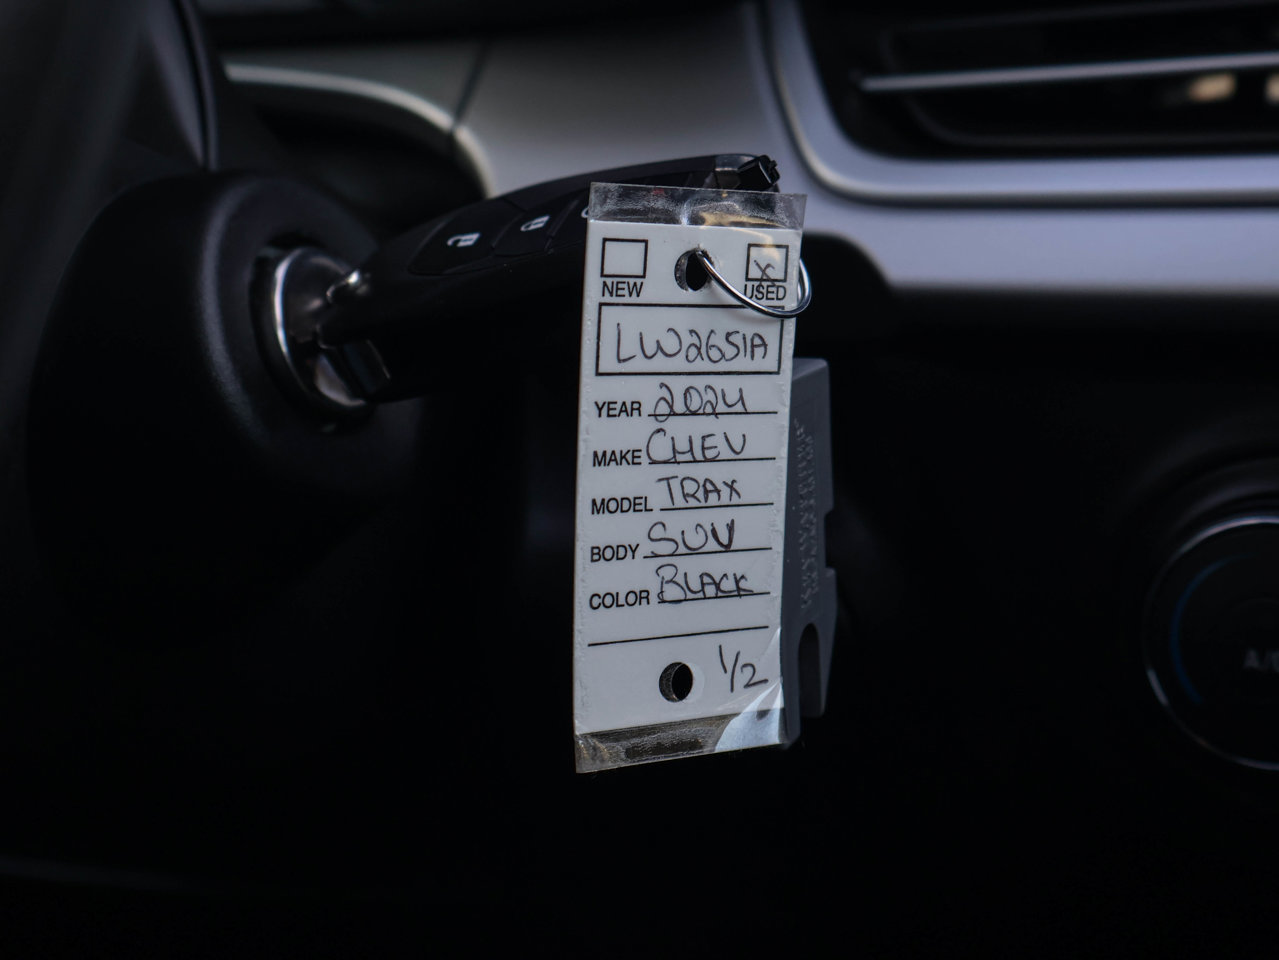 x
NEW USED
LW2651A
YEAR 2024
MAKE CHEV
MODEL TRAX
BODY SUV
COLOR BLACK
1/2
A/